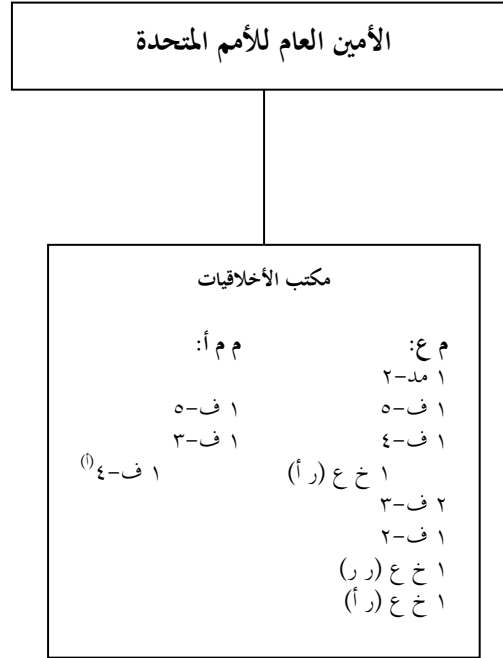 الأمين العام للأمم المتحدة
مكتب الأخلاقيات
م ع: م م أ:
١ مد-٢
١ ف-٥ ١ ف-٥
١ ف-٤ ١ ف-٣
١ خ ع (ر أ) ١ ف-٤(أ)
٢ ف-٣
١ ف-٢
١ خ ع (ر ر)
١ خ ع (ر أ)